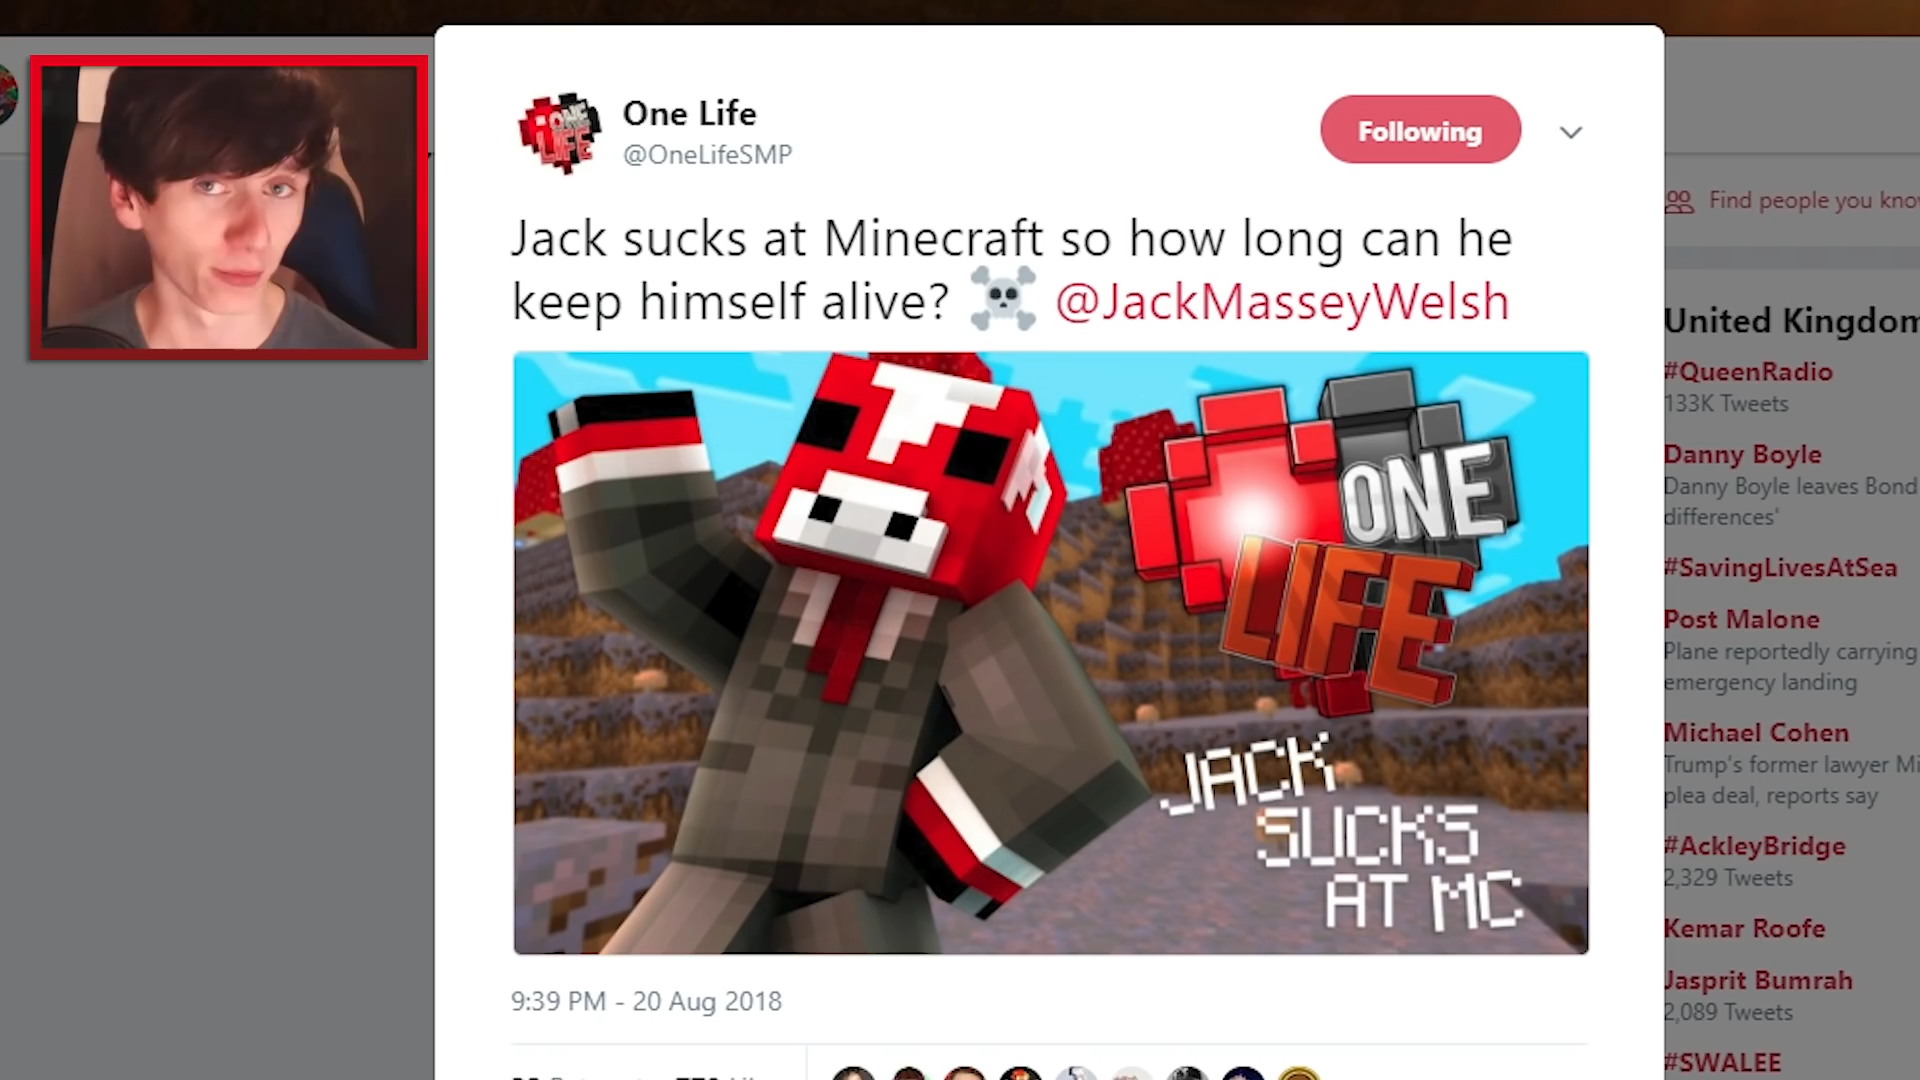 One Life
@OneLifeSMP
Following
Jack sucks at Minecraft so how long can he
keep himself alive? ☠️ @JackMasseyWelsh
ONE
LIFE
ONE
LIFE
JACK
SUCKS
AT MC
9:39 PM - 20 Aug 2018
Find people you
United Kingdom
#QueenRadio
133K Tweets
Danny Boyle
Danny Boyle leaves Bond
differences'
#SavingLivesAtSea
Post Malone
Plane reportedly carrying
emergency landing
Michael Cohen
Trump's former lawyer
plea deal, reports say
#AckleyBridge
2,329 Tweets
Kemar Roofe
Jasprit Bumrah
2,089 Tweets
#SWALEE